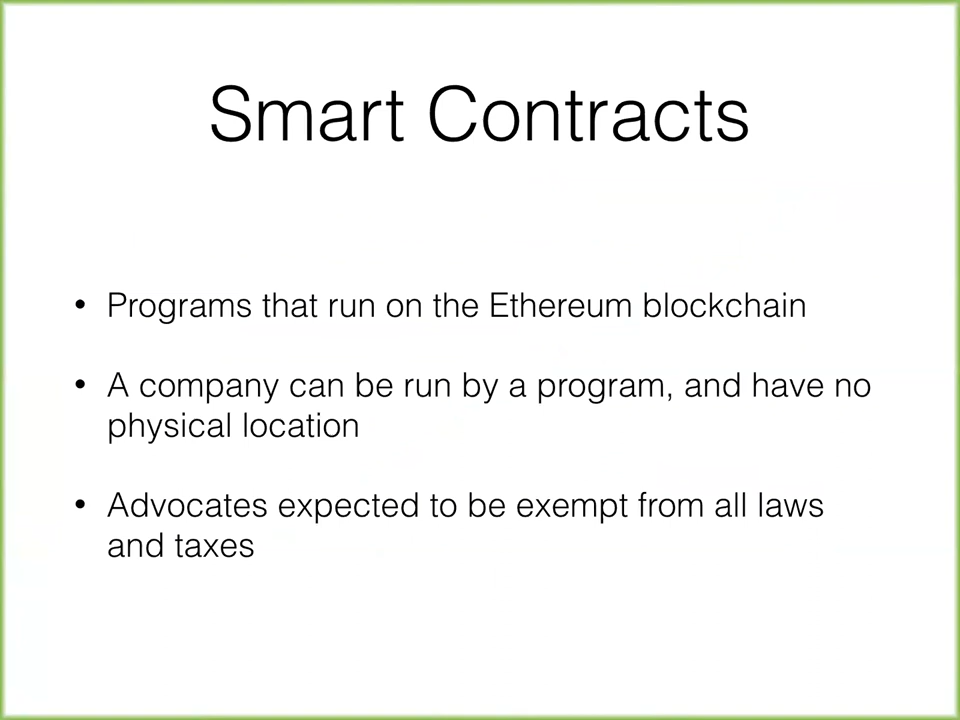 Smart Contracts
• Programs that run on the Ethereum blockchain
• A company can be run by a program, and have no
physical location
• Advocates expected to be exempt from all laws
and taxes